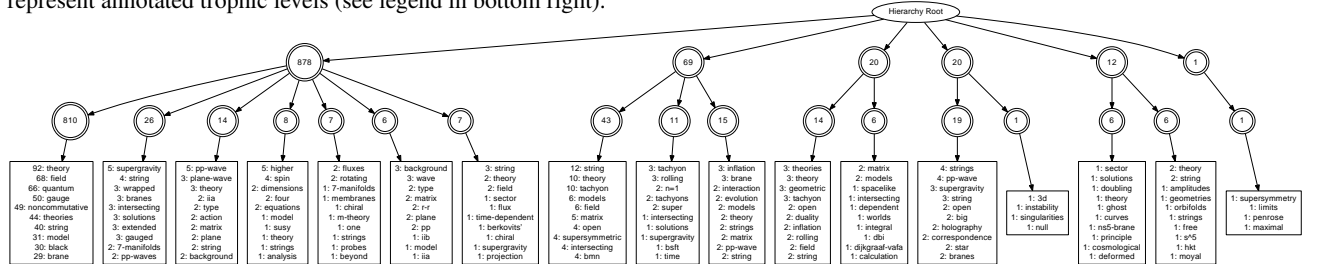 represent annotated trophic levels (see legend in bottom right).
Hierarchy Root
878
69
20
20
12
1
810
26
14
8
7
6
7
43
11
15
14
6
19
1
6
6
1
92: theory
68: field
66: quantum
50: gauge
49: noncommutative
44: theories
40: string
31: model
30: black
29: brane
5: supergravity
4: string
3: wrapped
3: branes
3: intersecting
3: solutions
3: extended
3: gauged
2: 7-manifolds
2: pp-waves
5: pp-wave
3: plane-wave
3: theory
2: iia
2: type
2: action
2: matrix
2: plane
2: string
2: background
5: higher
4: spin
2: dimensions
2: four
2: equations
1: model
1: susy
1: theory
1: strings
1: analysis
2: fluxes
2: rotating
1: 7-manifolds
1: membranes
1: chiral
1: m-theory
1: one
1: strings
1: probes
1: beyond
3: background
3: wave
2: type
2: matrix
2: r-r
2: plane
2: pp
1: iib
1: model
1: iia
3: string
2: theory
2: field
1: sector
1: flux
1: time-dependent
1: berkovits'
1: chiral
1: supergravity
1: projection
12: string
10: theory
10: tachyon
6: models
6: field
5: matrix
4: open
4: supersymmetric
4: intersecting
4: bmn
3: tachyon
3: rolling
2: n=1
2: tachyons
2: super
1: intersecting
1: solutions
1: supergravity
1: bsft
1: time
3: inflation
3: brane
2: interaction
2: evolution
2: models
2: theory
2: strings
2: matrix
2: pp-wave
2: string
3: theories
3: theory
3: geometric
3: tachyon
2: open
2: duality
2: inflation
2: rolling
2: field
2: string
2: matrix
2: models
1: spacelike
1: intersecting
1: dependent
1: worlds
1: integral
1: dbi
1: dijkgraaf-vafa
1: calculation
4: strings
4: pp-wave
3: supergravity
3: string
2: open
2: big
2: holography
2: correspondence
2: star
2: branes
1: 3d
1: instability
1: singularities
1: null
1: sector
1: solutions
1: doubling
1: theory
1: ghost
1: curves
1: ns5-brane
1: principle
1: cosmological
1: deformed
2: theory
2: string
1: amplitudes
1: geometries
1: orbifolds
1: strings
1: free
1: s^5
1: hkt
1: moyal
1: supersymmetry
1: limits
1: penrose
1: maximal